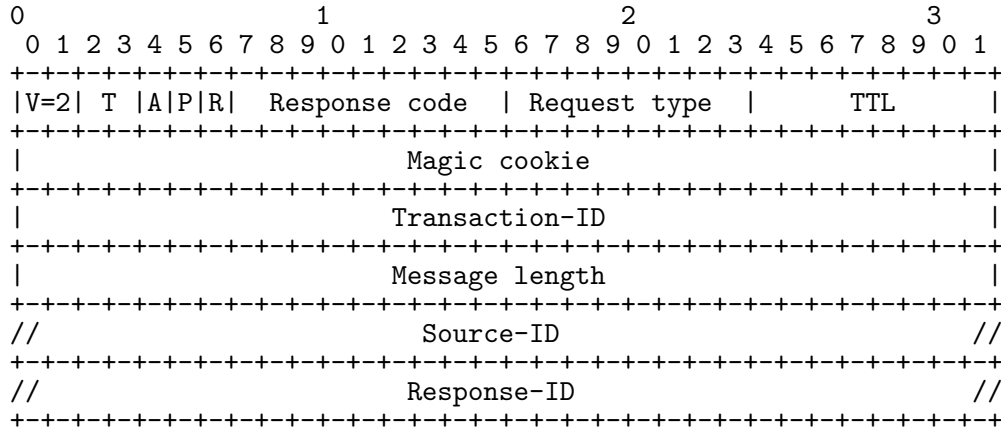 0                   1                   2                   3
 0 1 2 3 4 5 6 7 8 9 0 1 2 3 4 5 6 7 8 9 0 1 2 3 4 5 6 7 8 9 0 1
+-+-+-+-+-+-+-+-+-+-+-+-+-+-+-+-+-+-+-+-+-+-+-+-+-+-+-+-+-+-+-+-+
|V=2| T |A|P|R|  Response code  | Request type  |      TTL      |
+-+-+-+-+-+-+-+-+-+-+-+-+-+-+-+-+-+-+-+-+-+-+-+-+-+-+-+-+-+-+-+-+
|                         Magic cookie                          |
+-+-+-+-+-+-+-+-+-+-+-+-+-+-+-+-+-+-+-+-+-+-+-+-+-+-+-+-+-+-+-+-+
|                        Transaction-ID                         |
+-+-+-+-+-+-+-+-+-+-+-+-+-+-+-+-+-+-+-+-+-+-+-+-+-+-+-+-+-+-+-+-+
|                        Message length                         |
+-+-+-+-+-+-+-+-+-+-+-+-+-+-+-+-+-+-+-+-+-+-+-+-+-+-+-+-+-+-+-+-+
//                         Source-ID                           //
+-+-+-+-+-+-+-+-+-+-+-+-+-+-+-+-+-+-+-+-+-+-+-+-+-+-+-+-+-+-+-+-+
//                        Response-ID                          //
+-+-+-+-+-+-+-+-+-+-+-+-+-+-+-+-+-+-+-+-+-+-+-+-+-+-+-+-+-+-+-+-+